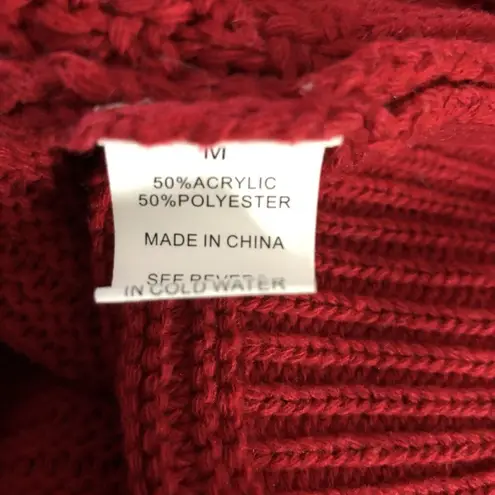 M
50%ACRYLIC
50%POLYESTER
MADE IN CHINA
SEE
IN COLD WATER